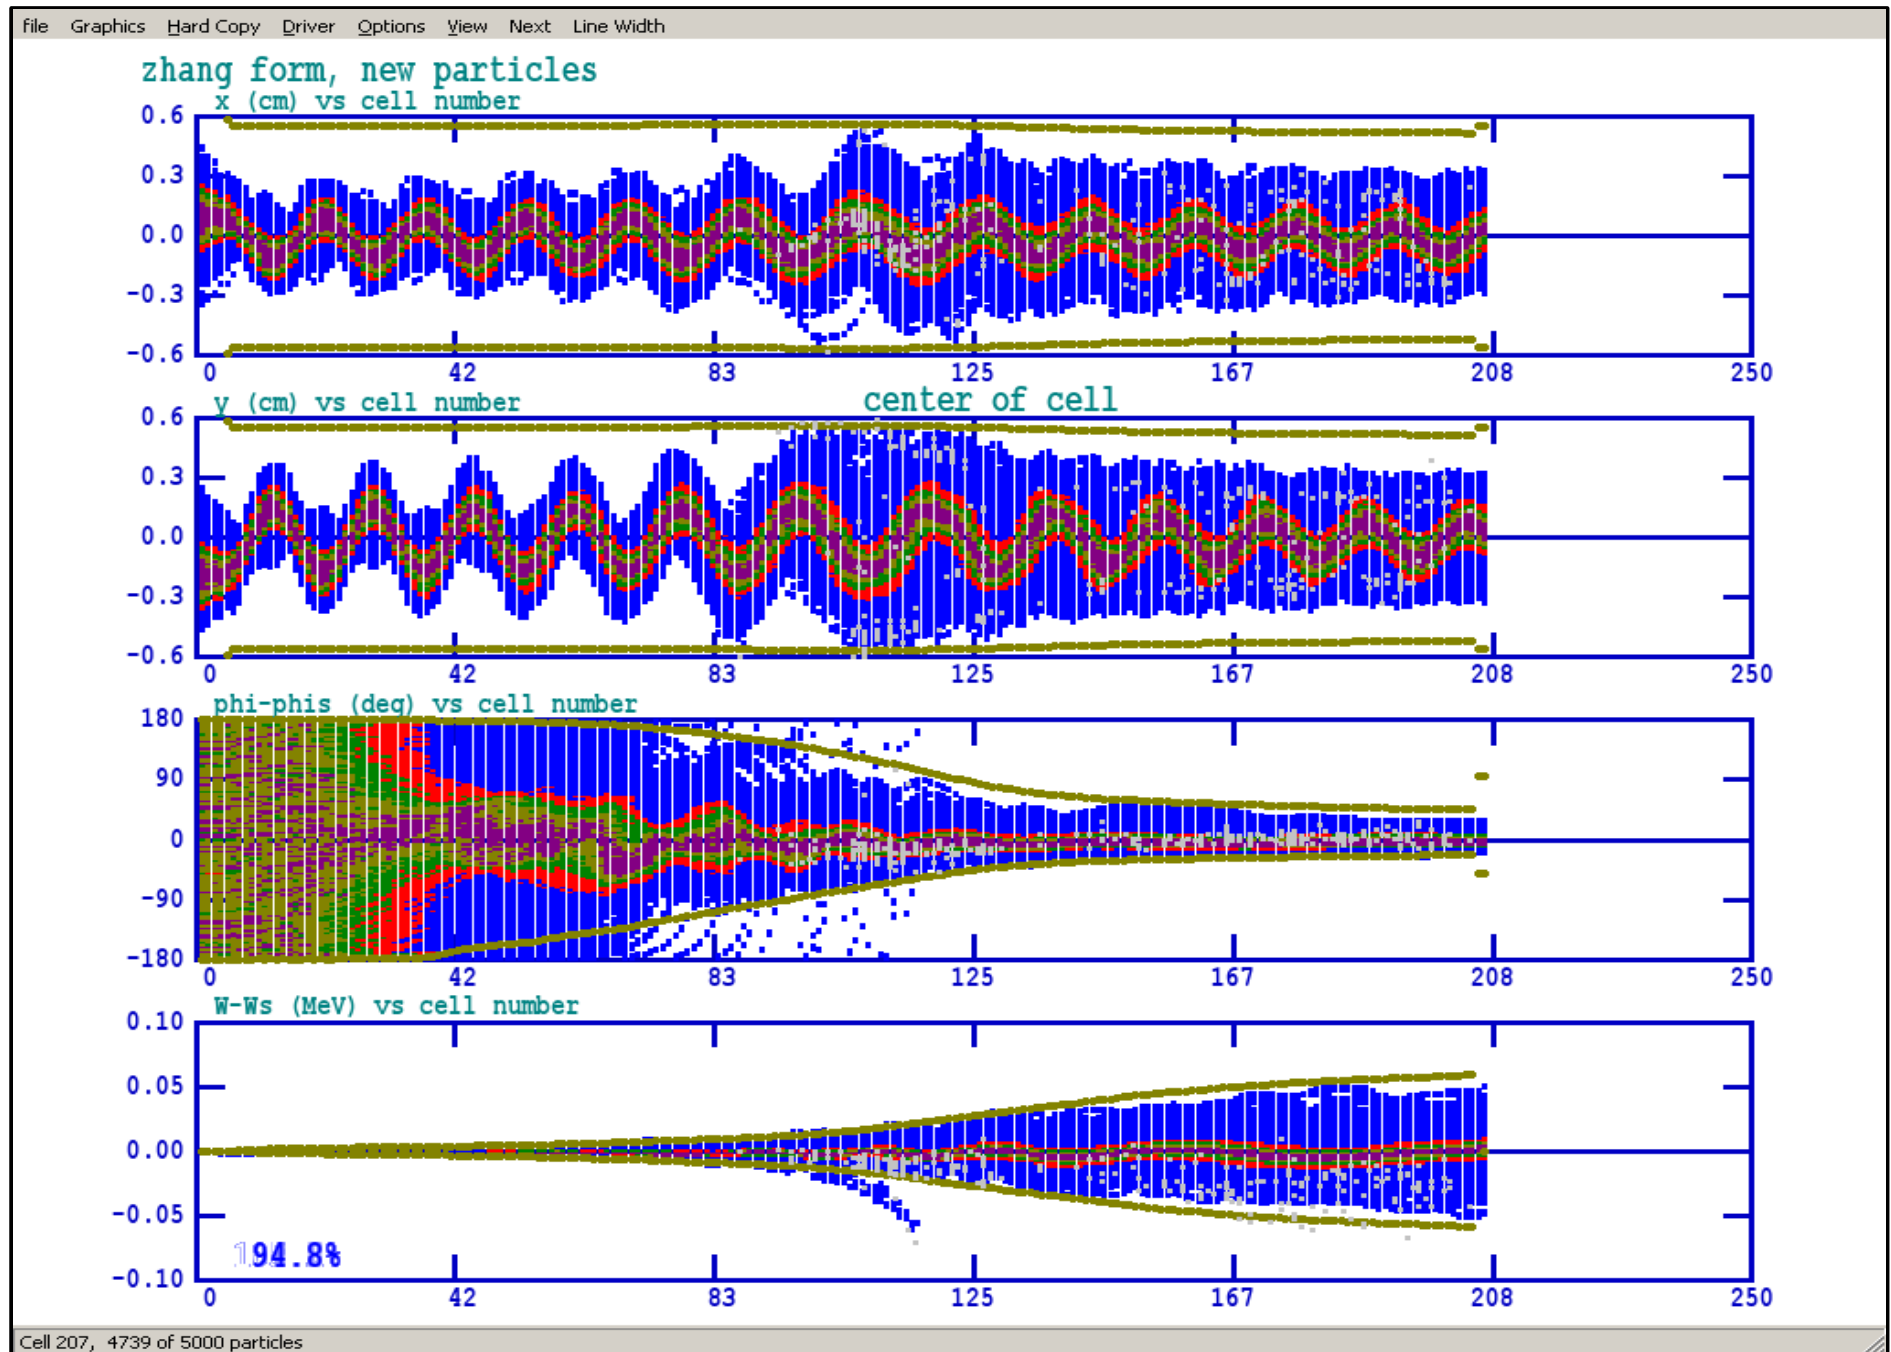 file Graphics Hard Copy Driver Options View Next Line Width
zhang form, new particles
x (cm) vs cell number
0.6
0.3
0.0
-0.3
-0.6
0 42 83 125 167 208 250
y (cm) vs cell number center of cell
0.6
0.3
0.0
-0.3
-0.6
0 42 83 125 167 208 250
phi-phis (deg) vs cell number
180
90
0
-90
-180
0 42 83 125 167 208 250
W-Ws (MeV) vs cell number
0.10
0.05
0.00
-0.05
94.8%
-0.10
0 42 83 125 167 208 250
Cell 207, 4739 of 5000 particles